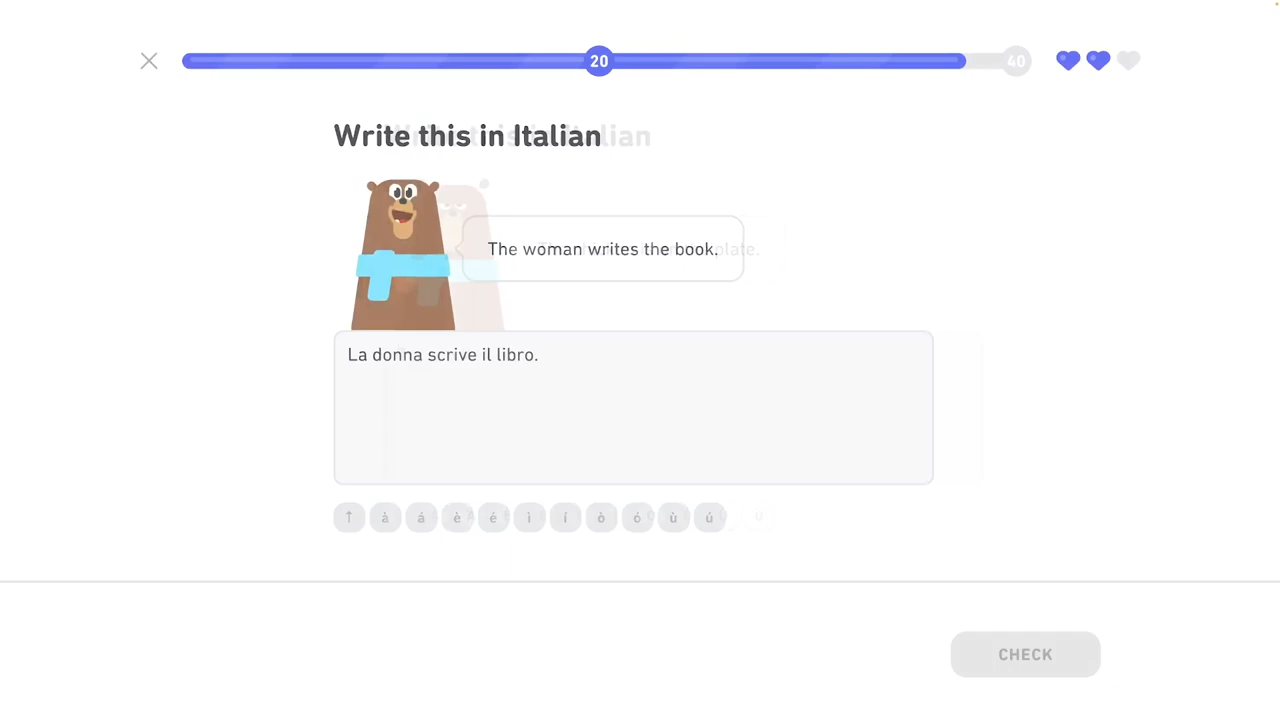 20
40
Write this in Italian
The woman writes the book.
La donna scrive il libro.
↑ à á è é ì í ò ó ù ú
CHECK